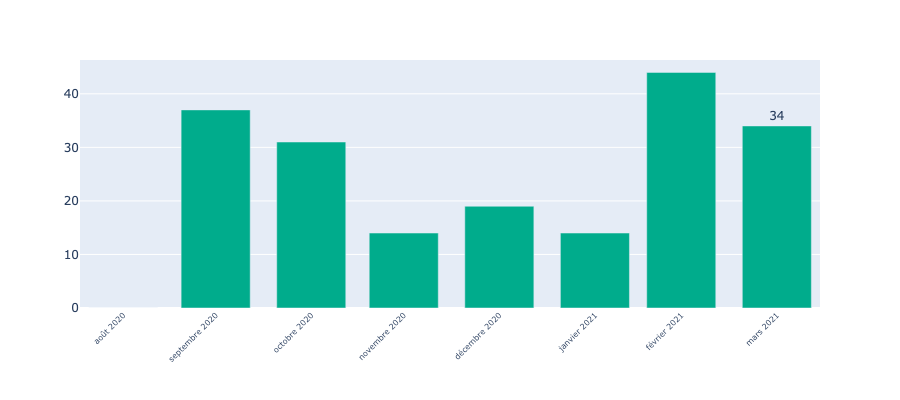 40
30
20
10
0
34
août 2020
septembre 2020
octobre 2020
novembre 2020
décembre 2020
janvier 2021
février 2021
mars 2021